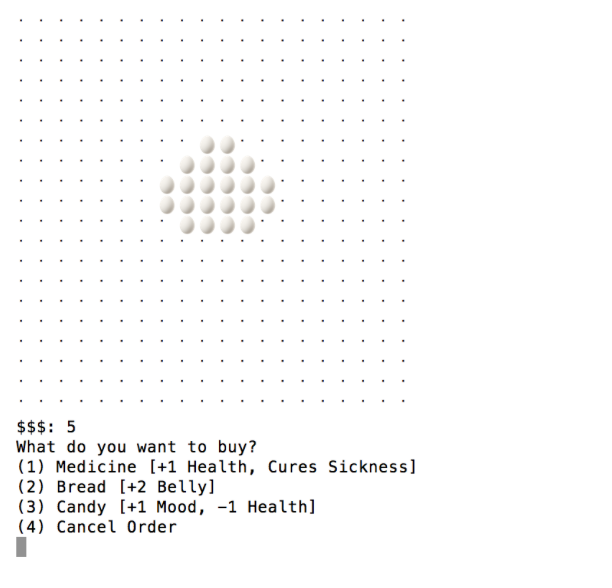 $$$: 5
What do you want to buy?
(1) Medicine [+1 Health, Cures Sickness]
(2) Bread [+2 Belly]
(3) Candy [+1 Mood, −1 Health]
(4) Cancel Order